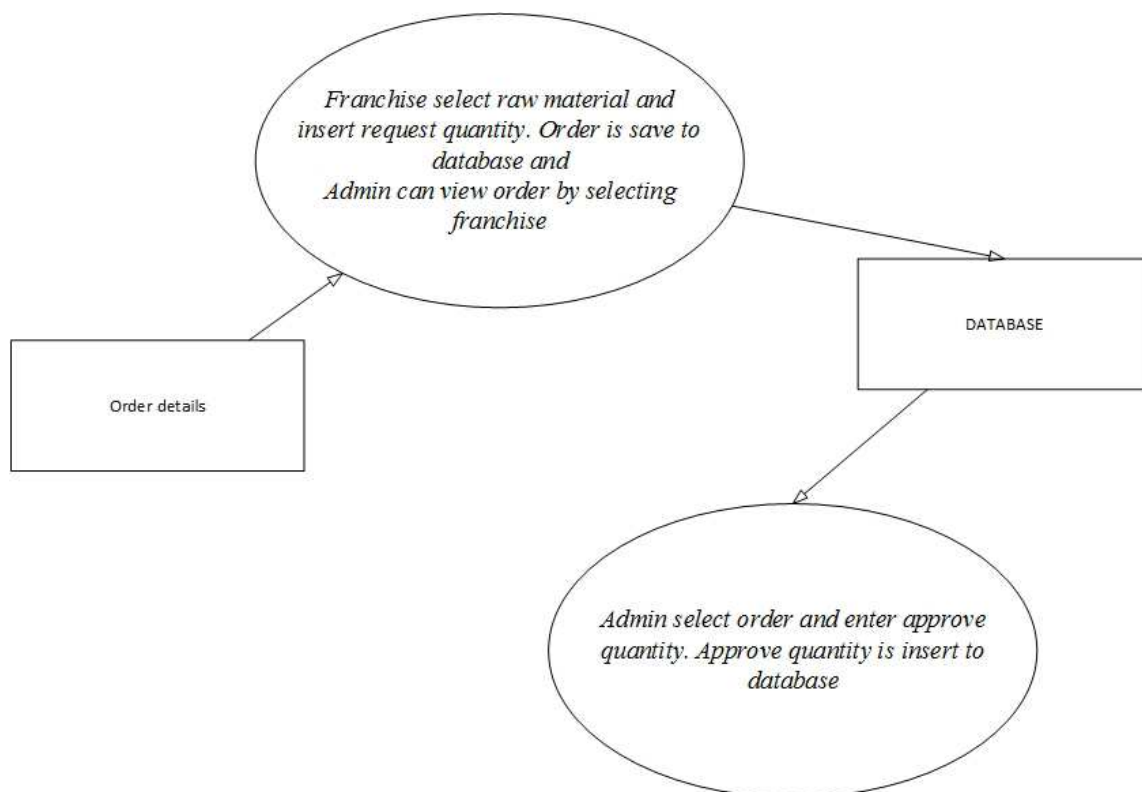 Franchise select raw material and
insert request quantity. Order is save to
database and
Admin can view order by selecting
franchise
DATABASE
Order details
Admin select order and enter approve
quantity. Approve quantity is insert to
database